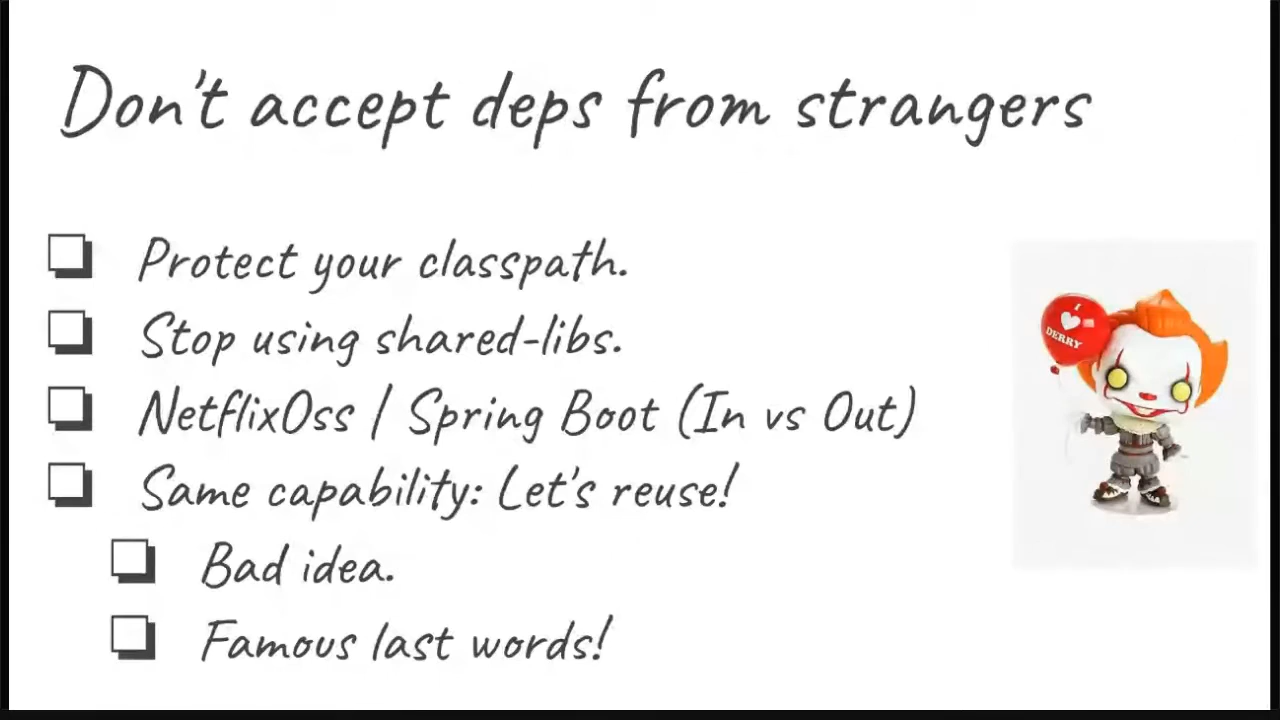 Don't accept deps from strangers
Protect your classpath.
Stop using shared-libs.
NetflixOss | Spring Boot (In vs Out)
Same capability: Let's reuse!
Bad idea.
Famous last words!
I
DERRY